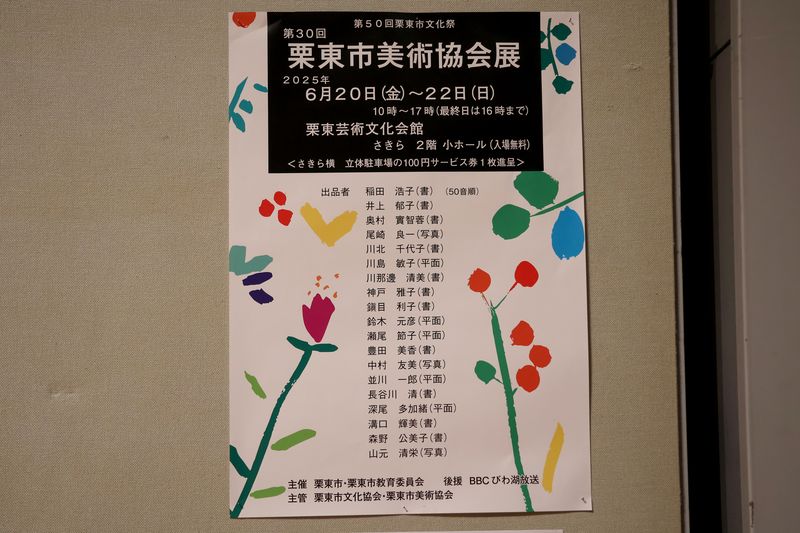 第５０回栗東市文化祭
第30回
栗東市美術協会展
2025年
6月20日(金)～22日(日)
10時～17時(最終日は16時まで)
栗東芸術文化会館
さきら　2階 小ホール(入場無料)
＜さきら横　立体駐車場の100円サービス券1枚進呈＞
出品者　稲田　浩子(書)　(50音順)
井上　郁子(書)
奥村　實智蓉(書)
尾崎　良一(写真)
川北　千代子(書)
川島　敏子(平面)
川那邊　清美(書)
神戸　雅子(書)
鎭目　利子(書)
鈴木　元彦(平面)
瀬尾　節子(平面)
豊田　美香(書)
中村　友美(写真)
並川　一郎(平面)
長谷川　清(書)
深尾　多加緒(平面)
溝口　輝美(書)
森野　公美子(書)
山元　清栄(写真)
主催　栗東市・栗東市教育委員会　後援　BBCびわ湖放送
主管　栗東市文化協会・栗東市美術協会